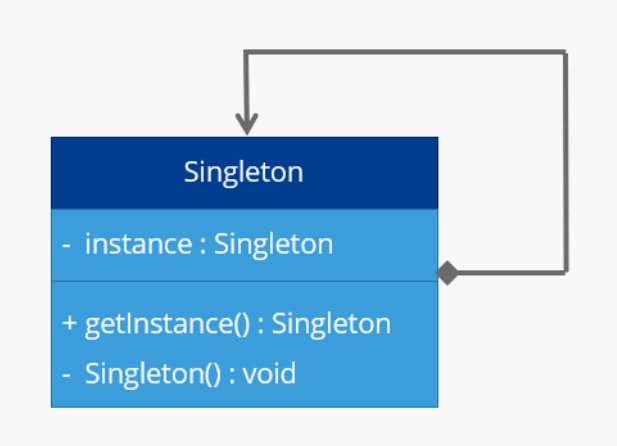 Singleton
- instance : Singleton
+ getInstance() : Singleton
- Singleton() : void